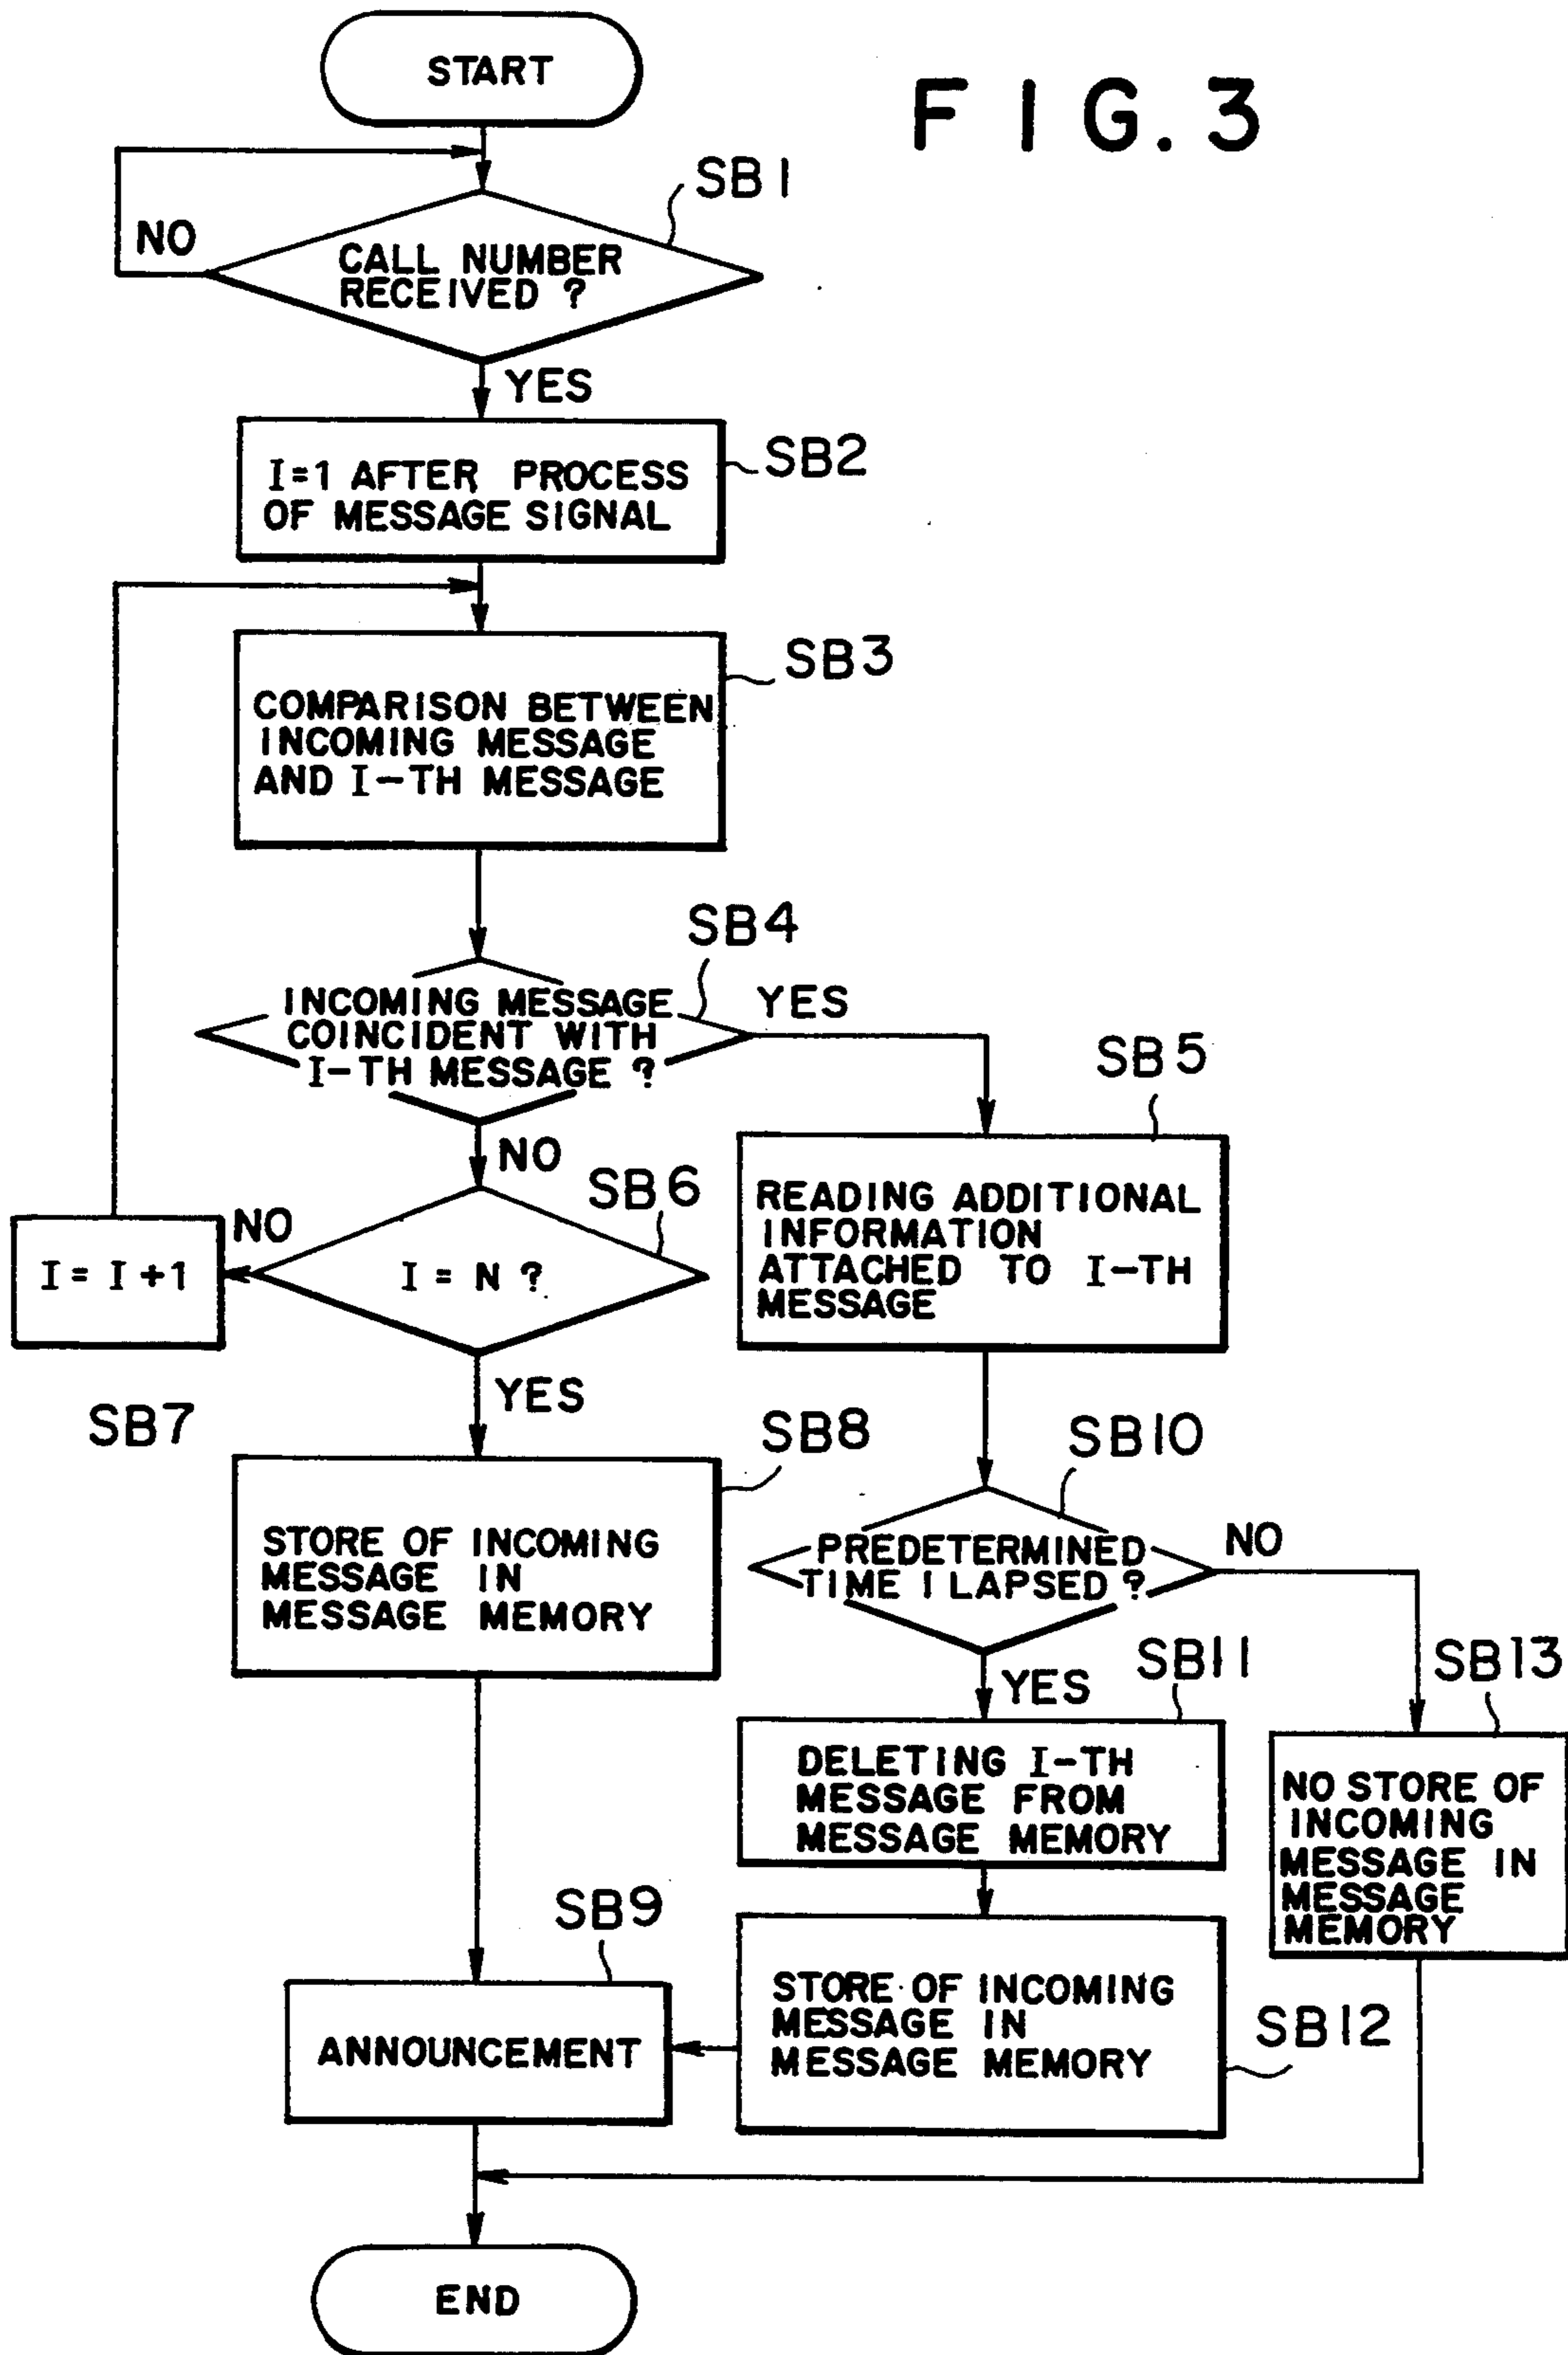 START
FIG. 3
SB1
NO
CALL NUMBER
RECEIVED ?
YES
SB2
I=1 AFTER PROCESS
OF MESSAGE SIGNAL
SB3
COMPARISON BETWEEN
INCOMING MESSAGE
AND I-TH MESSAGE
SB4
INCOMING MESSAGE
COINCIDENT WITH
I-TH MESSAGE ?
YES
NO
SB5
READING ADDITIONAL
INFORMATION
ATTACHED TO I-TH
MESSAGE
SB6
I = N ?
NO
I = I +1
SB7
YES
SB8
STORE OF INCOMING
MESSAGE IN
MESSAGE MEMORY
SB10
PREDETERMINED
TIME I LAPSED ?
NO
YES
SB11
DELETING I-TH
MESSAGE FROM
MESSAGE MEMORY
SB13
NO STORE OF
INCOMING
MESSAGE IN
MESSAGE
MEMORY
SB9
ANNOUNCEMENT
STORE OF INCOMING
MESSAGE IN
MESSAGE MEMORY
SB12
END